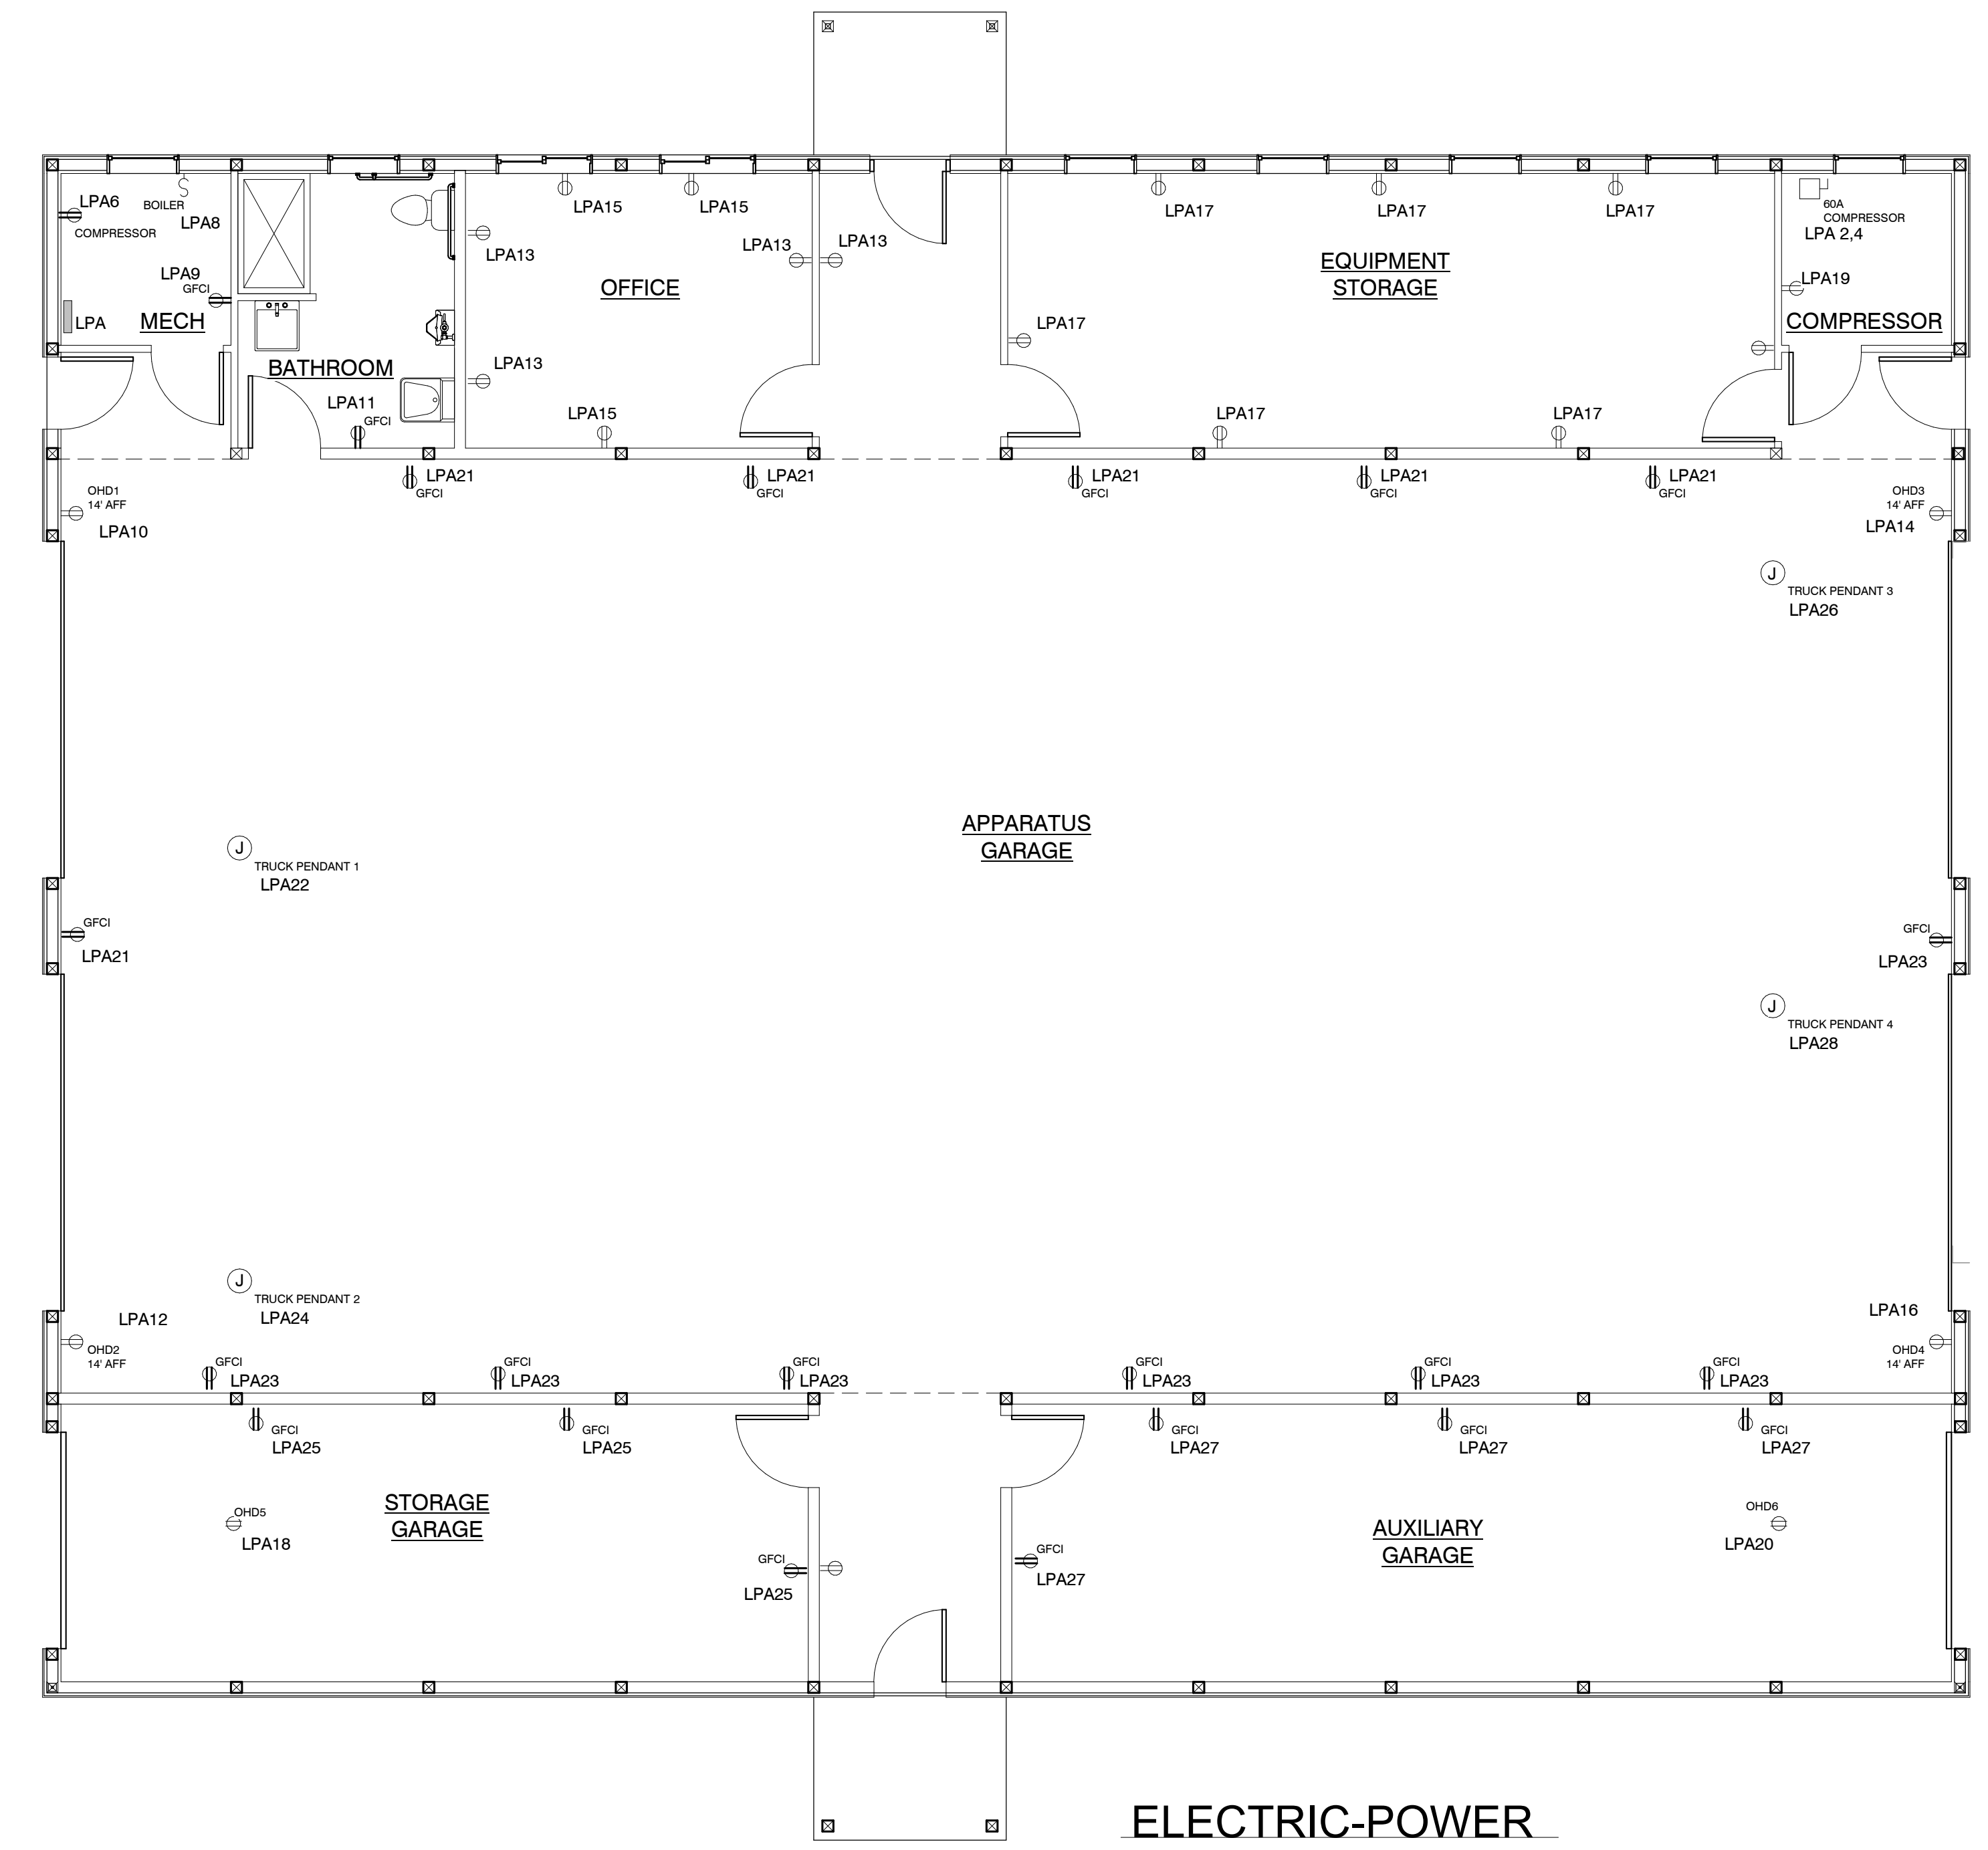 LPA6
BOILER
LPA8
COMPRESSOR
LPA9
GFCI
LPA
MECH
BATHROOM
LPA11
GFCI
LPA15
LPA15
LPA13
LPA13
LPA13
OFFICE
LPA13
LPA15
LPA17
LPA17
LPA17
EQUIPMENT
STORAGE
LPA17
LPA17
LPA17
60A
COMPRESSOR
LPA 2,4
LPA19
COMPRESSOR
LPA21
GFCI
LPA21
GFCI
LPA21
GFCI
LPA21
GFCI
LPA21
GFCI
OHD1
14' AFF
LPA10
OHD3
14' AFF
LPA14
J
TRUCK PENDANT 3
LPA26
APPARATUS
GARAGE
J
TRUCK PENDANT 1
LPA22
GFCI
LPA21
GFCI
LPA23
J
TRUCK PENDANT 4
LPA28
J
TRUCK PENDANT 2
LPA24
LPA12
OHD2
14' AFF
LPA16
OHD4
14' AFF
GFCI
LPA23
GFCI
LPA23
GFCI
LPA23
GFCI
LPA23
GFCI
LPA23
GFCI
LPA23
GFCI
LPA25
GFCI
LPA25
GFCI
LPA27
GFCI
LPA27
GFCI
LPA27
STORAGE
GARAGE
OHD5
LPA18
GFCI
LPA25
GFCI
LPA27
AUXILIARY
GARAGE
OHD6
LPA20
ELECTRIC-POWER